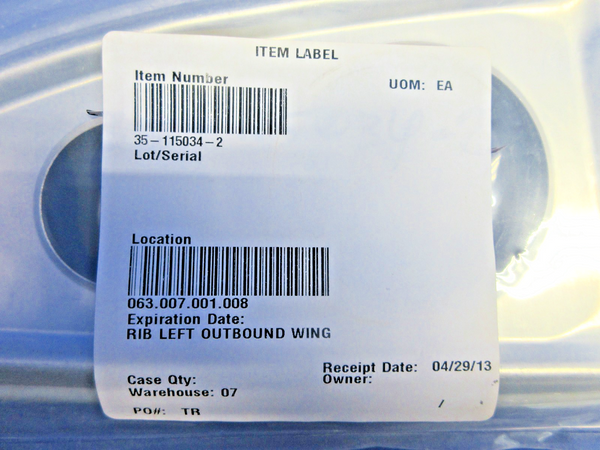 ITEM LABEL
Item Number
UOM: EA
35-115034-2
Lot/Serial
Location
063.007.001.008
Expiration Date:
RIB LEFT OUTBOUND WING
Receipt Date: 04/29/13
Case Qty:
Owner:
Warehouse: 07
/
PO#: TR